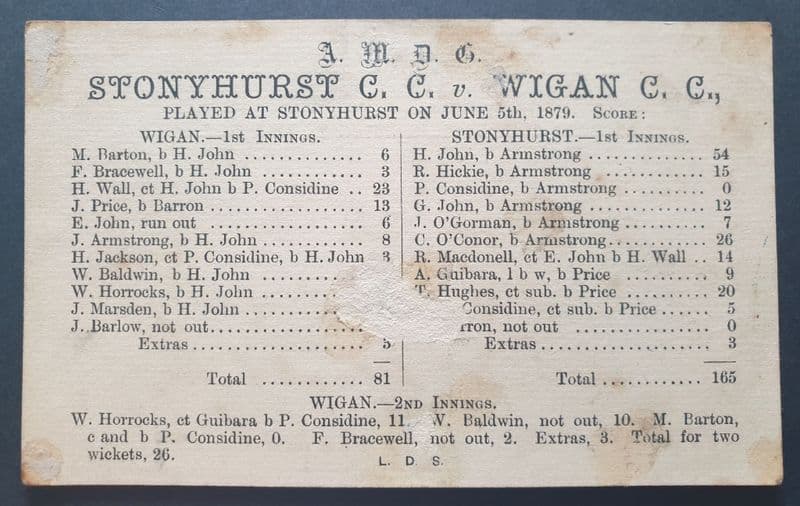 A. M. D. G.
STONYHURST C. C. v. WIGAN C. C.,
PLAYED AT STONYHURST ON JUNE 5th, 1879. SCORE:
WIGAN.—1ST INNINGS.
M. Barton, b H. John .............. 6
F. Bracewell, b H. John ............ 3
H. Wall, ct H. John b P. Considine .. 23
J. Price, b Barron .................. 13
E. John, run out .................. 6
J. Armstrong, b H. John ............ 8
H. Jackson, ct P. Considine, b H. John 3
W. Baldwin, b H. John
W. Horrocks, b H. John
J. Marsden, b H. John
J. Barlow, not out
Extras .................... 5
Total ............ 81
STONYHURST.—1ST INNINGS.
H. John, b Armstrong .............. 54
R. Hickie, b Armstrong ............ 15
P. Considine, b Armstrong .......... 0
G. John, b Armstrong .............. 12
J. O'Gorman, b Armstrong .......... 7
C. O'Conor, b Armstrong............ 26
R. Macdonell, ct E. John b H. Wall .. 14
A. Guibara, l b w, b Price .......... 9
T. Hughes, ct sub. b Price .......... 20
Considine, ct sub. b Price ...... 5
rron, not out ................ 0
Extras.................... 3
Total ............ 165
WIGAN.—2ND INNINGS.
W. Horrocks, ct Guibara b P. Considine, 11 W. Baldwin, not out, 10. M. Barton,
c and b P. Considine, 0. F. Bracewell, not out, 2. Extras, 3. Total for two
wickets, 26.
L. D. S.